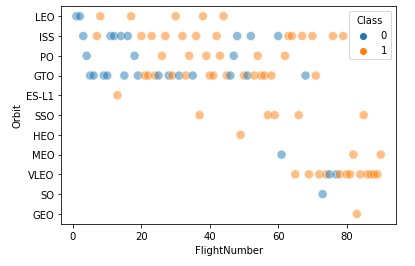 Class
0
1
LEO
ISS
PO
GTO
ES-L1
SSO
HEO
MEO
VLEO
SO
GEO
Orbit
0 20 40 60 80
FlightNumber